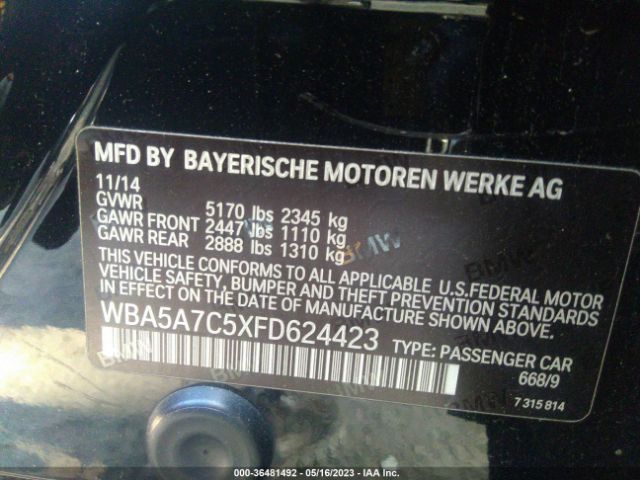 MFD BY BAYERISCHE MOTOREN WERKE AG
11/14
GVWR 5170 lbs 2345 kg
GAWR FRONT 2447 lbs 1110 kg
GAWR REAR 2888 lbs 1310 kg
THIS VEHICLE CONFORMS TO ALL APPLICABLE U.S.FEDERAL MOTOR
VEHICLE SAFETY, BUMPER AND THEFT PREVENTION STANDARDS
IN EFFECT ON THE DATE OF MANUFACTURE SHOWN ABOVE.
WBA5A7C5XFD624423 TYPE: PASSENGER CAR
668/9
7 315 814
000-36481492 - 05/16/2023 - IAA Inc.